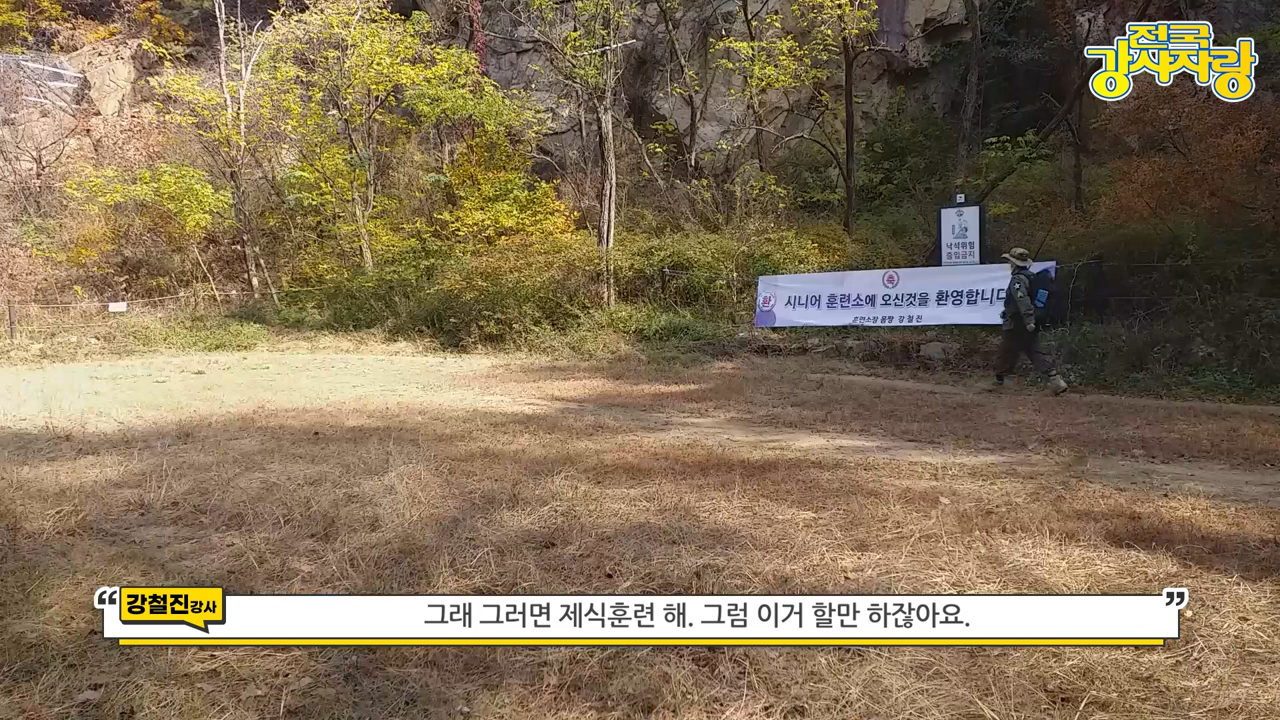 전국
강사자랑
낙석위험
출입금지
축
환
시니어 훈련소에 오신것을 환영합니다
훈련소장 몸짱 강철진
강철진강사
“그래 그러면 제식훈련 해. 그럼 이거 할만 하잖아요.”